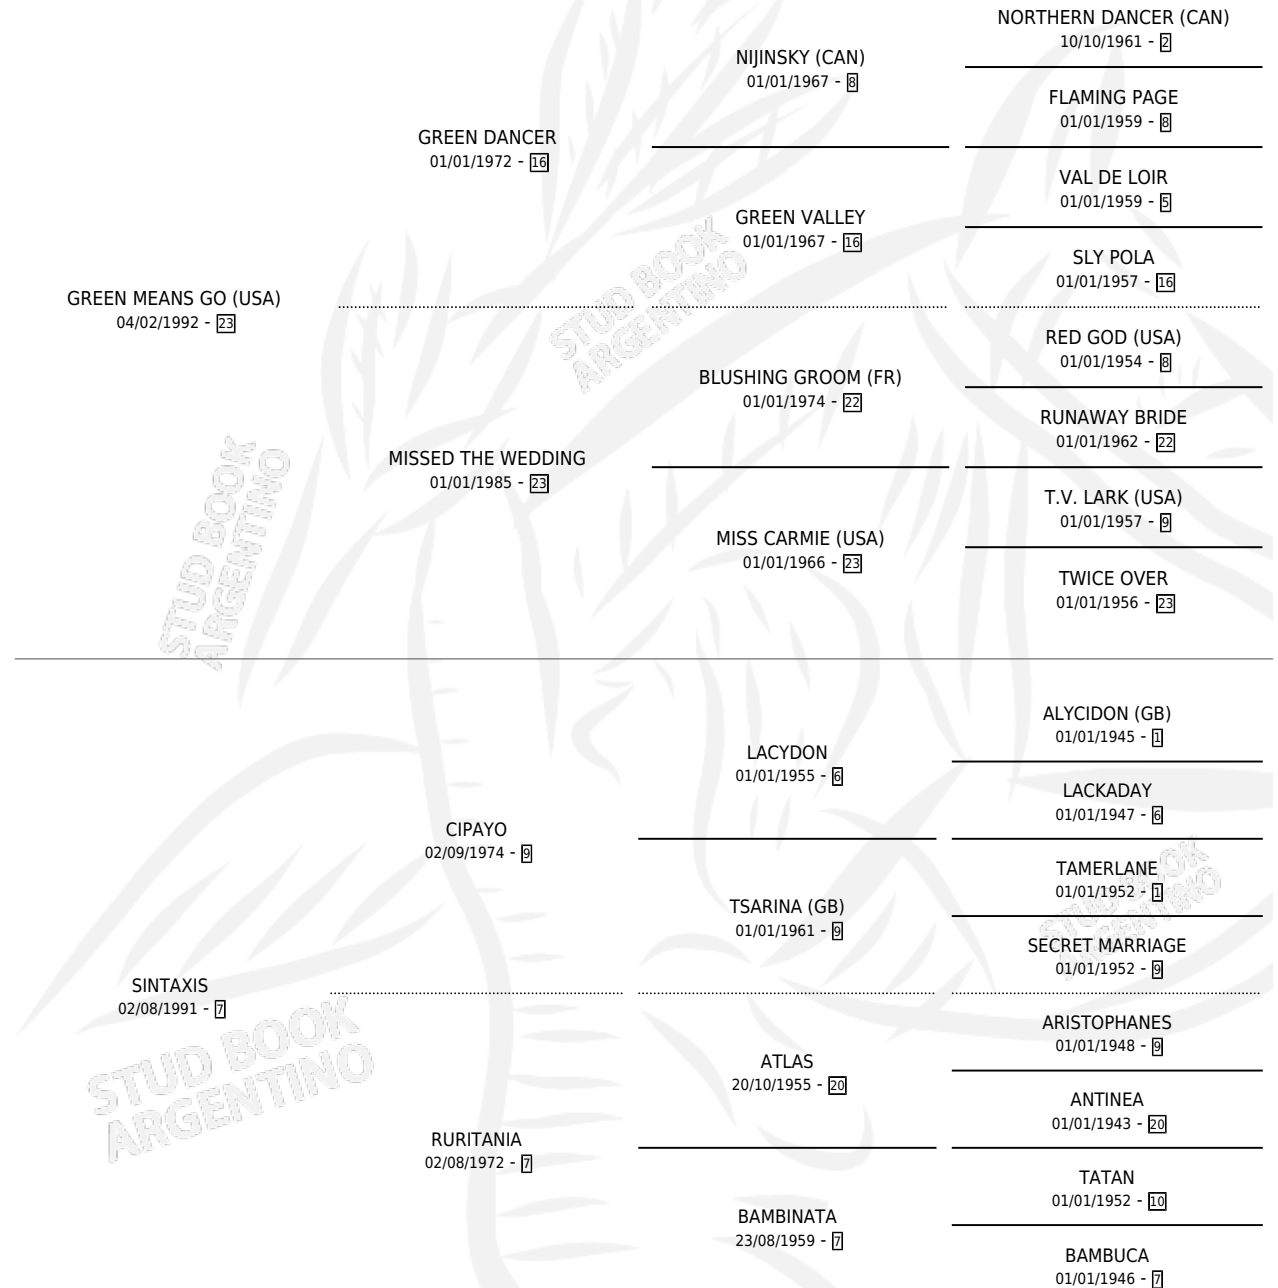 NORTHERN DANCER (CAN)
10/10/1961 - 2
NIJINSKY (CAN)
01/01/1967 - 8
FLAMING PAGE
01/01/1959 - 8
GREEN DANCER
01/01/1972 - 16
VAL DE LOIR
01/01/1959 - 5
GREEN VALLEY
01/01/1967 - 16
SLY POLA
01/01/1957 - 16
GREEN MEANS GO (USA)
04/02/1992 - 23
RED GOD (USA)
01/01/1954 - 8
BLUSHING GROOM (FR)
01/01/1974 - 22
RUNAWAY BRIDE
01/01/1962 - 22
MISSED THE WEDDING
01/01/1985 - 23
T.V. LARK (USA)
01/01/1957 - 9
MISS CARMIE (USA)
01/01/1966 - 23
TWICE OVER
01/01/1956 - 23
ALYCIDON (GB)
01/01/1945 - 1
LACYDON
01/01/1955 - 6
LACKADAY
01/01/1947 - 6
CIPAYO
02/09/1974 - 9
TAMERLANE
01/01/1952 - 1
TSARINA (GB)
01/01/1961 - 9
SECRET MARRIAGE
01/01/1952 - 9
SINTAXIS
02/08/1991 - 7
ARISTOPHANES
01/01/1948 - 9
ATLAS
20/10/1955 - 20
ANTINEA
01/01/1943 - 20
RURITANIA
02/08/1972 - 7
TATAN
01/01/1952 - 10
BAMBINATA
23/08/1959 - 7
BAMBUCA
01/01/1946 - 7
STUD BOOK
ARGENTINO
STUD BOOK
ARGENTINO
STUD BOOK
ARGENTINO
STUD BOOK
ARGENTINO